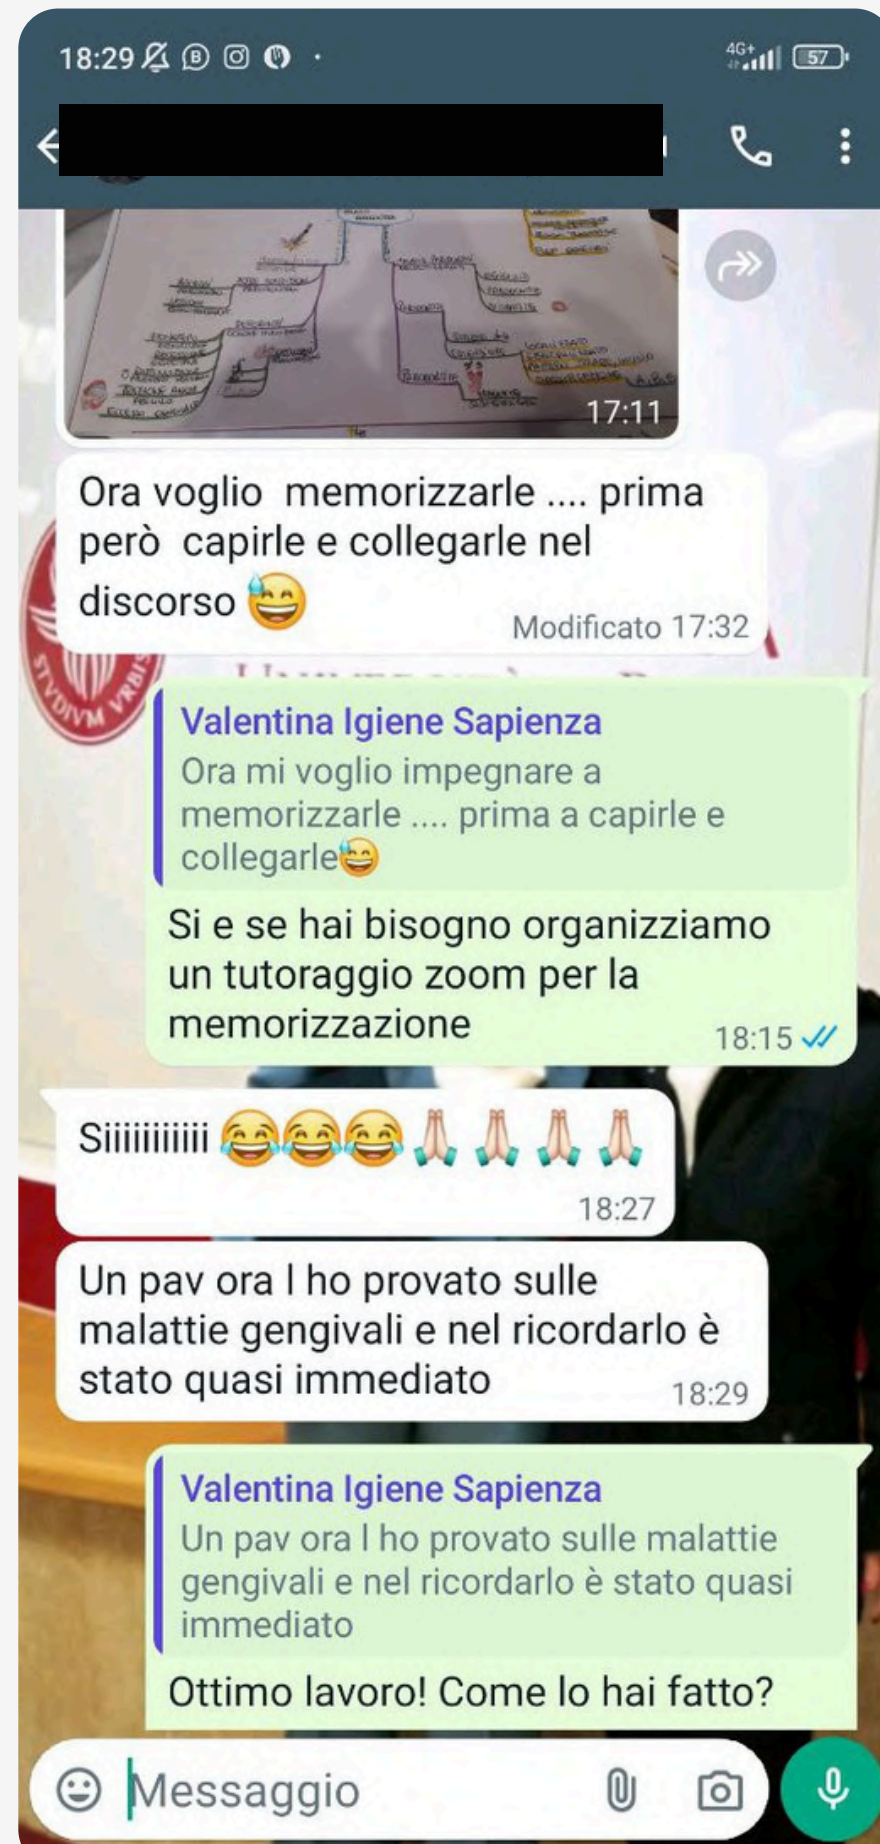 18:29
4G+
57
17:11
Ora voglio  memorizzarle .... prima
però  capirle e collegarle nel
discorso 😅
Modificato 17:32
STVDIVM VRBIS
Valentina Igiene Sapienza
Ora mi voglio impegnare a
memorizzarle .... prima a capirle e
collegarle😅
Si e se hai bisogno organizziamo
un tutoraggio zoom per la
memorizzazione
18:15
Siiiiiiiiiii 😂😂😂🙏🏻🙏🏻🙏🏻🙏🏻
18:27
Un pav ora l ho provato sulle
malattie gengivali e nel ricordarlo è
stato quasi immediato
18:29
Valentina Igiene Sapienza
Un pav ora l ho provato sulle malattie
gengivali e nel ricordarlo è stato quasi
immediato
Ottimo lavoro! Come lo hai fatto?
Messaggio